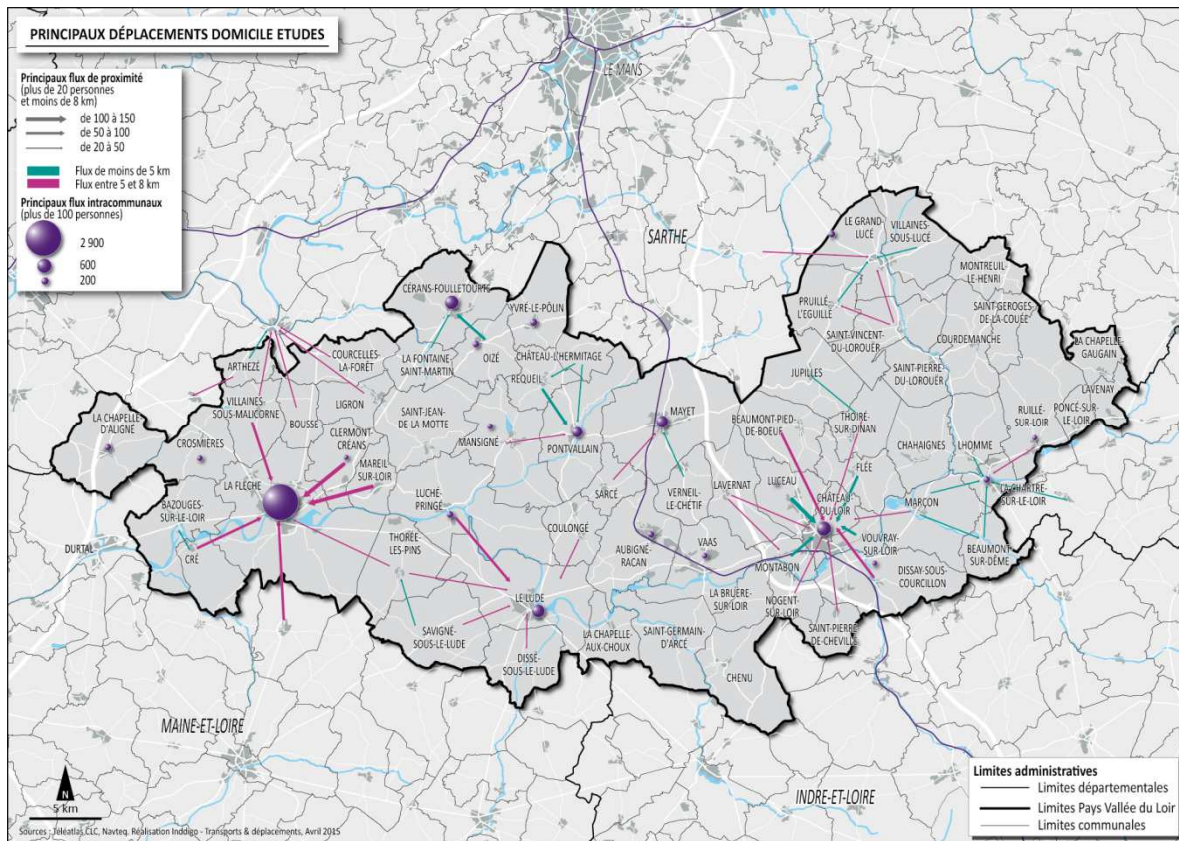 PRINCIPAUX DÉPLACEMENTS DOMICILE ETUDES
Principaux flux de proximité
(plus de 20 personnes
et moins de 8 km)
de 100 à 150
de 50 à 100
de 20 à 50
Flux de moins de 5 km
Flux entre 5 et 8 km
Principaux flux intracommunaux
(plus de 100 personnes)
2 900
600
200
LE MANS
SARTHE
LE GRAND-
LUCÉ
VILLAINES-
SOUS-LUCÉ
MONTREUIL-
LE-HENRI
SAINT-GEROGES-
DE-LA-COUÉE
PRUILLÉ-
L'EGUILLE
SAINT-VINCENT-
DU-LOROUËR
COURDEMANCHE
LA CHAPELLE-
GAUGAIN
SAINT-PIERRE-
DU-LOROUËR
LAVENAY
PONCÉ-SUR-
LE-LOIR
RUILLÉ-SUR-
LOIR
JUPILLES
THOIRÉ-
SUR-DINAN
CHAHAIGNES
LHOMME
LA-CHARTRE-
SUR-LE-LOIR
BEAUMONT-PIED-
DE-BOEUF
FLÉE
MARÇON
BEAUMONT-
SUR-DÊME
LUCEAU
CHÂTEAU-
DU-LOIR
VOUVRAY-
SUR-LOIR
LAVERNAT
MONTABON
DISSAY-SOUS-
COURCILLON
NOGENT-
SUR-LOIR
SAINT-PIERRE-
DE-CHEVILLÉ
CÉRANS-FOULLETOURTE
YVRÉ-LE-PÔLIN
OIZÉ
LA FONTAINE-
SAINT-MARTIN
CHÂTEAU-L'HERMITAGE
REQUEIL
COURCELLES-
LA-FORÊT
ARTHEZÉ
LIGRON
VILLAINES-
SOUS-MALICORNE
BOUSSE
SAINT-JEAN-
DE-LA-MOTTE
MANSIGNÉ
PONTVALLAIN
MAYET
LA CHAPELLE-
D'ALIGNÉ
CROSMIÈRES
CLERMONT-
CRÉANS
MAREIL-
SUR-LOIR
LA FLÈCHE
BAZOUGES-
SUR-LE-LOIR
CRÉ
DURTAL
LUCHÉ-
PRINGÉ
SARCÉ
VERNEIL-
LE-CHÉTIF
COULONGÉ
THORÉE-
LES-PINS
AUBIGNÉ-
RACAN
VAAS
LE LUDE
SAVIGNÉ-
SOUS-LE-LUDE
DISSÉ-
SOUS-LE-LUDE
LA CHAPELLE-
AUX-CHOUX
SAINT-GERMAIN-
D'ARCÉ
LA BRUÈRE-
SUR-LOIR
CHENU
MAINE-ET-LOIRE
INDRE-ET-LOIRE
N
5 km
Sources : Téléatlas,CLC, Navteq. Réalisation Inddigo - Transports & déplacements, Avril 2015
Limites administratives
Limites départementales
Limites Pays Vallée du Loir
Limites communales